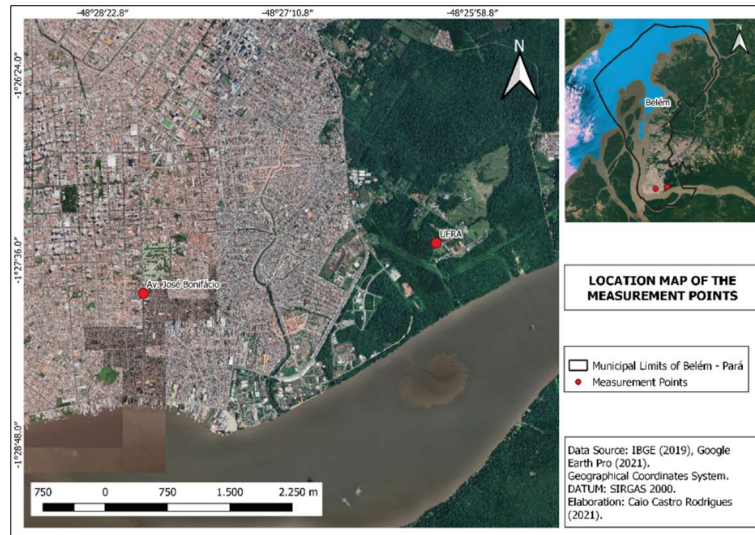 -48°28'22.8"
-48°27'10.8"
-48°25'58.8"
-1°26'24.0"
-1°27'36.0"
-1°28'48.0"
N
UFRA
Av. José Bonifácio
750 0 750 1.500 2.250 m
N
Belém
LOCATION MAP OF THE
MEASUREMENT POINTS
Municipal Limits of Belém - Pará
Measurement Points
Data Source: IBGE (2019), Google
Earth Pro (2021).
Geographical Coordinates System.
DATUM: SIRGAS 2000.
Elaboration: Caio Castro Rodrigues
(2021).